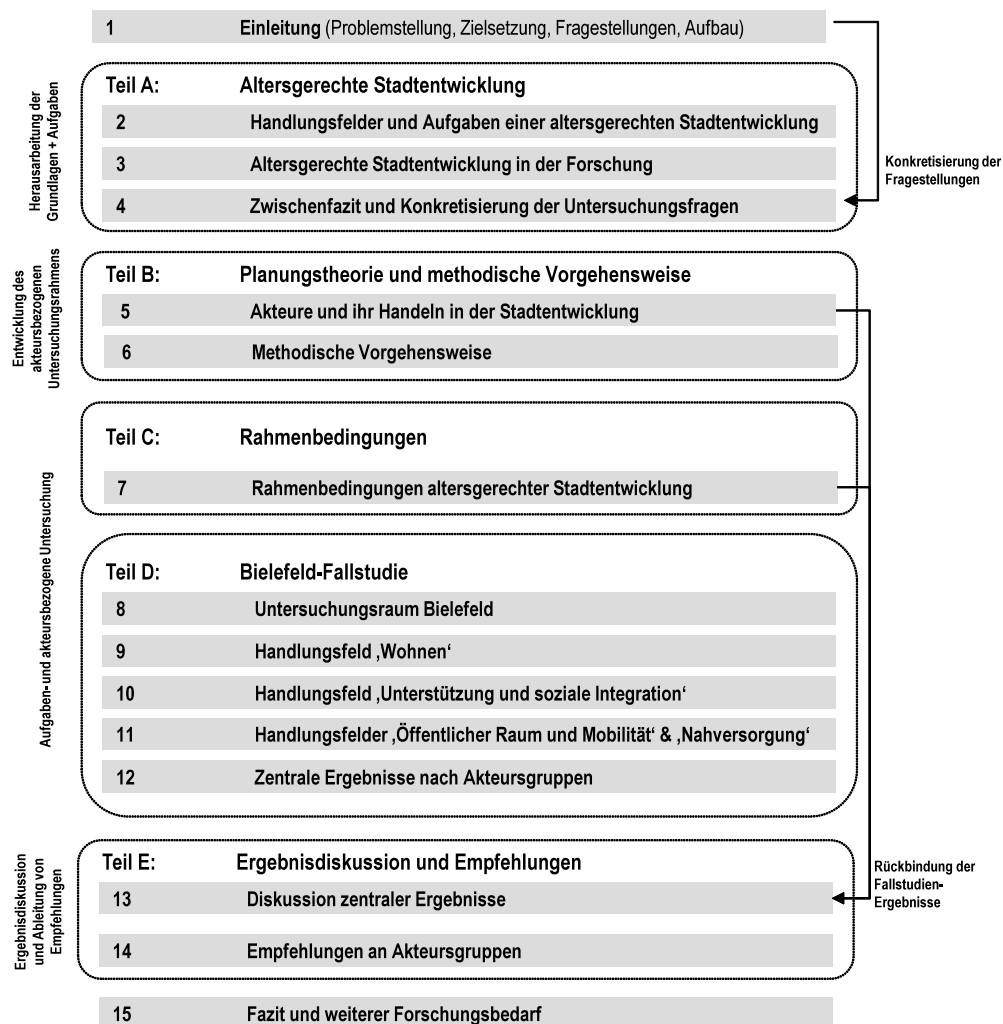 1 Einleitung (Problemstellung, Zielsetzung, Fragestellungen, Aufbau)
Herausarbeitung der
Grundlagen + Aufgaben
Teil A: Altersgerechte Stadtentwicklung
2 Handlungsfelder und Aufgaben einer altersgerechten Stadtentwicklung
3 Altersgerechte Stadtentwicklung in der Forschung
4 Zwischenfazit und Konkretisierung der Untersuchungsfragen
Konkretisierung der
Fragestellungen
Entwicklung des
akteursbezogenen
Untersuchungsrahmens
Teil B: Planungstheorie und methodische Vorgehensweise
5 Akteure und ihr Handeln in der Stadtentwicklung
6 Methodische Vorgehensweise
Aufgaben- und akteursbezogene Untersuchung
Teil C: Rahmenbedingungen
7 Rahmenbedingungen altersgerechter Stadtentwicklung
Teil D: Bielefeld-Fallstudie
8 Untersuchungsraum Bielefeld
9 Handlungsfeld ‚Wohnen‘
10 Handlungsfeld ‚Unterstützung und soziale Integration‘
11 Handlungsfelder ‚Öffentlicher Raum und Mobilität‘ & ‚Nahversorgung‘
12 Zentrale Ergebnisse nach Akteursgruppen
Ergebnisdiskussion
und Ableitung von
Empfehlungen
Teil E: Ergebnisdiskussion und Empfehlungen
13 Diskussion zentraler Ergebnisse
14 Empfehlungen an Akteursgruppen
Rückbindung der
Fallstudien-
Ergebnisse
15 Fazit und weiterer Forschungsbedarf